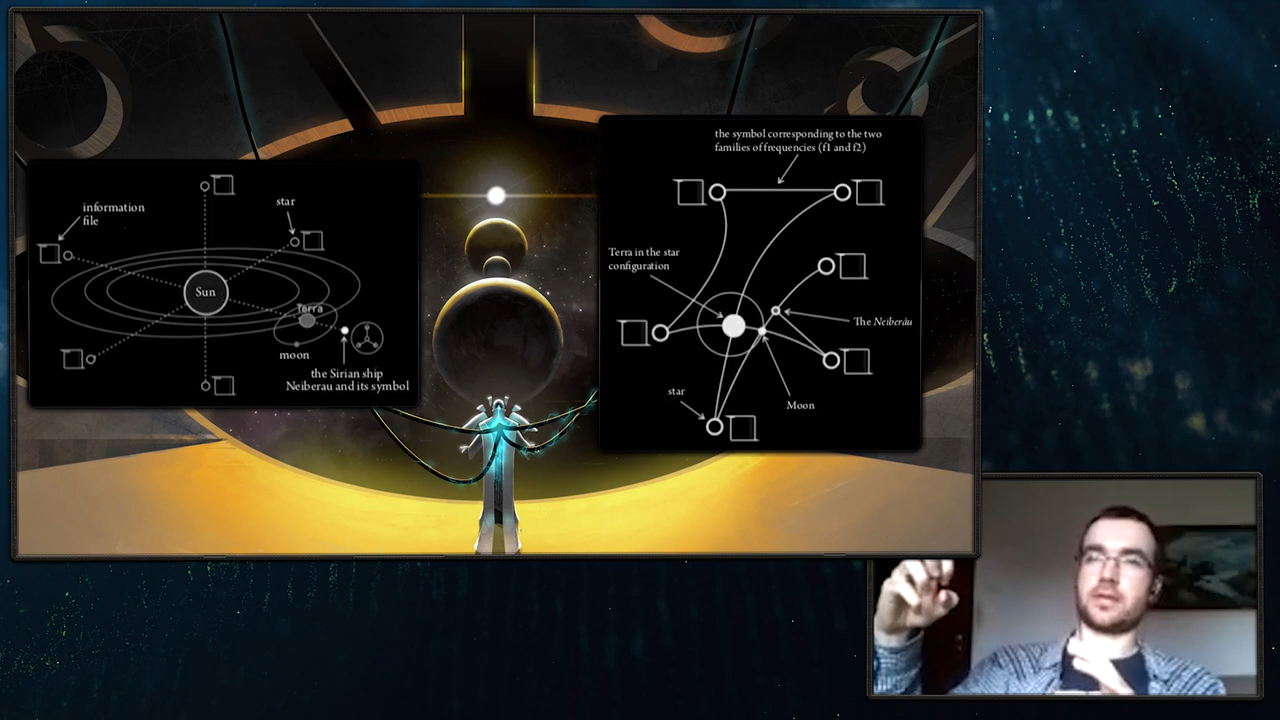 information
file
star
Sun
Terra
moon
the Sirian ship
Neiberau and its symbol
the symbol corresponding to the two
families of frequencies (f1 and f2)
Terra in the star
configuration
The Neiberáu
star
Moon